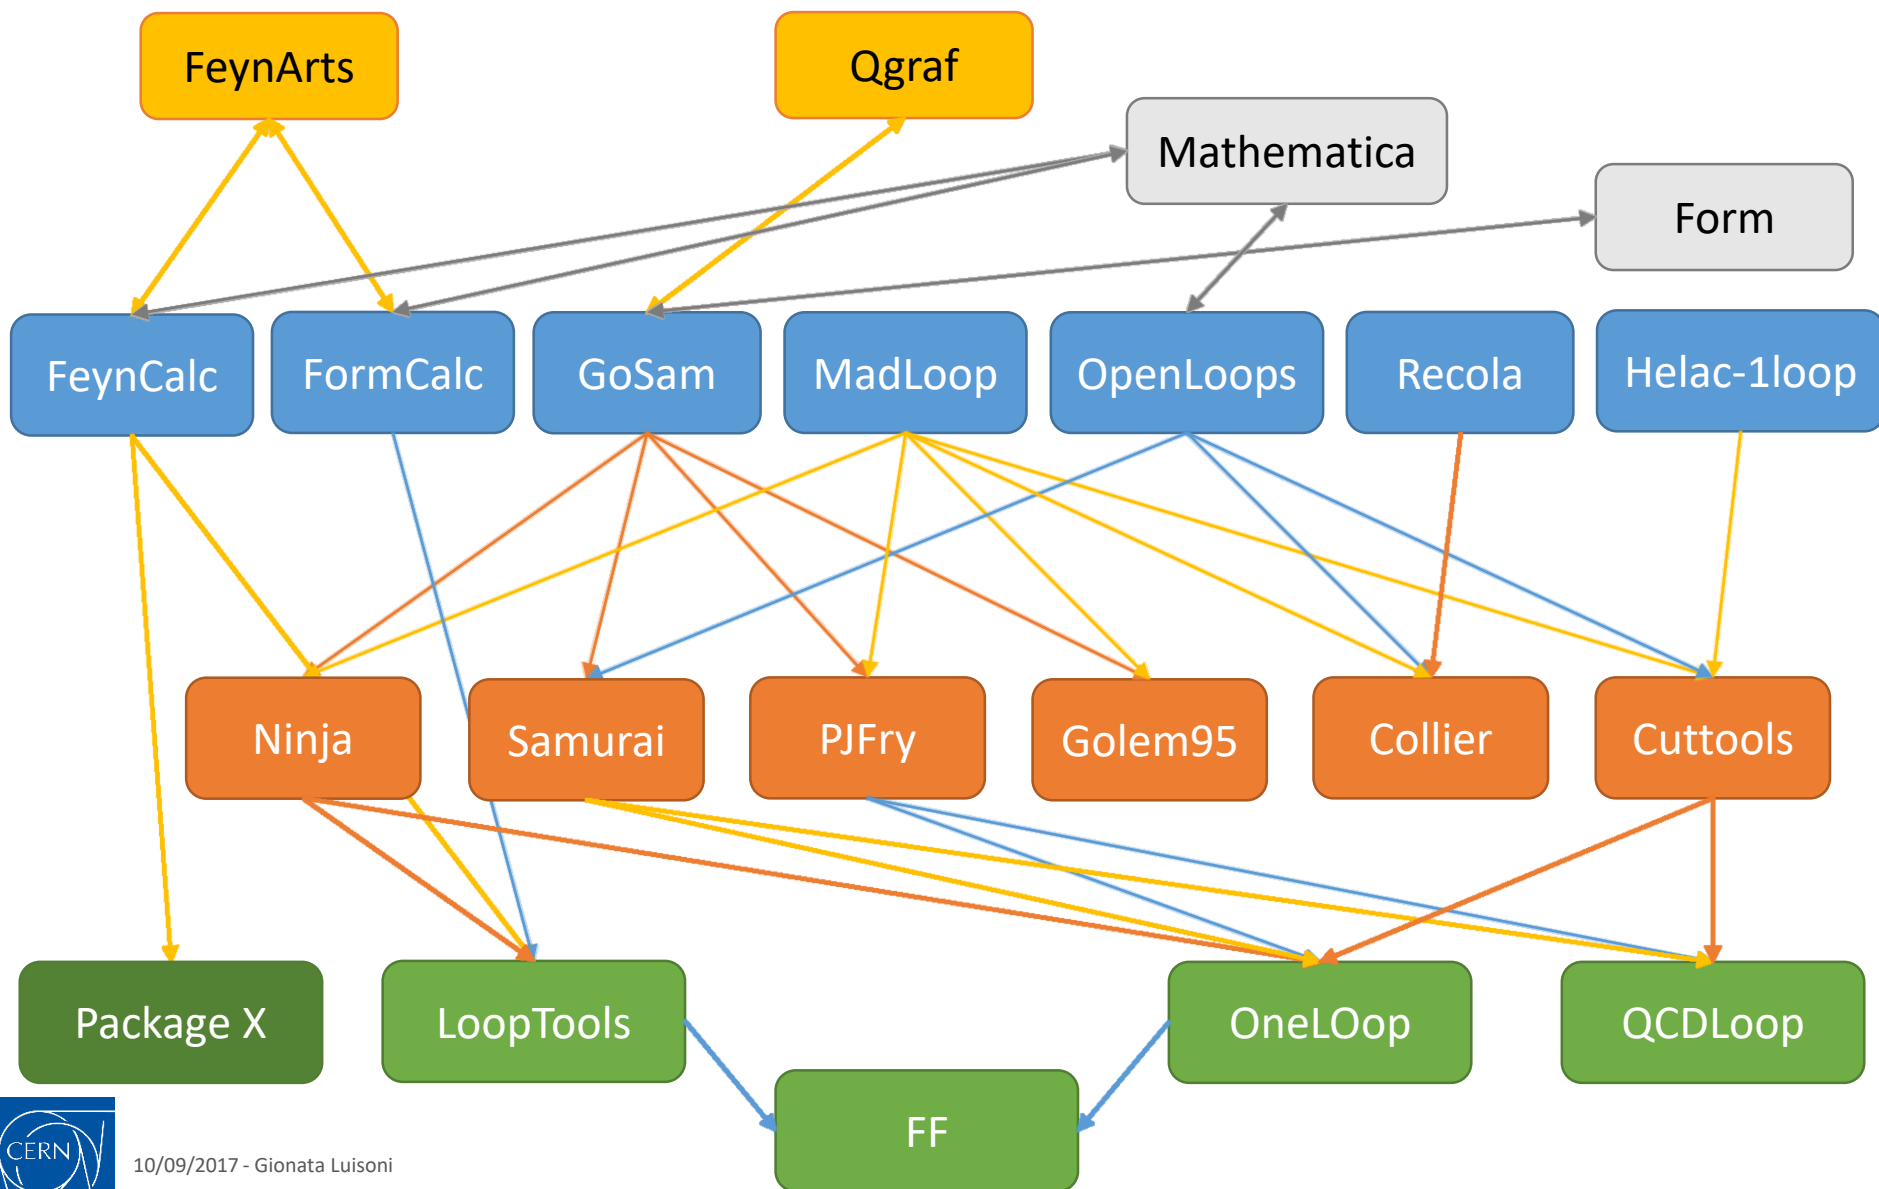 FeynArts
Qgraf
Mathematica
Form
FeynCalc
FormCalc
GoSam
MadLoop
OpenLoops
Recola
Helac-1loop
Ninja
Samurai
PJFry
Golem95
Collier
Cuttools
Package X
LoopTools
OneLOop
QCDLoop
FF
CERN
10/09/2017 - Gionata Luisoni